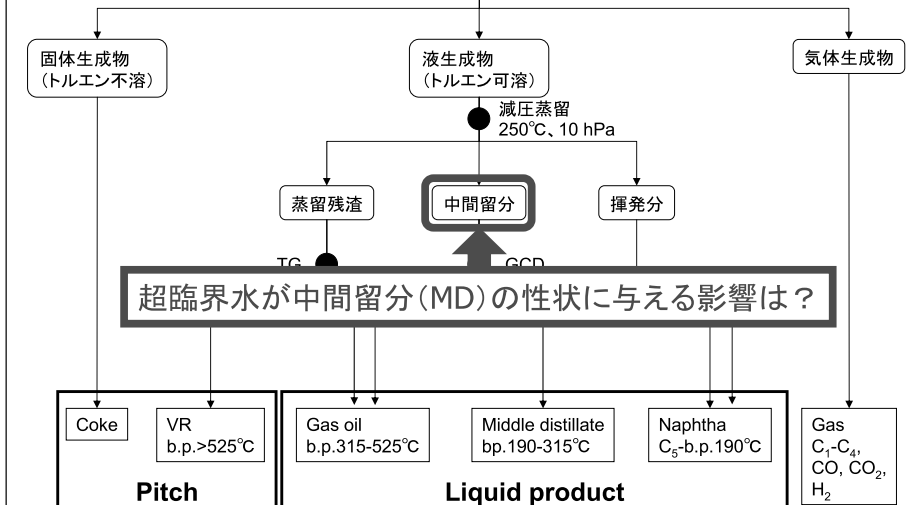 固体生成物
（トルエン不溶）
液生成物
（トルエン可溶）
気体生成物
減圧蒸留
250℃、10 hPa
蒸留残渣
中間留分
揮発分
TG
GCD
超臨界水が中間留分（MD）の性状に与える影響は？
Coke
VR
b.p.>525℃
Gas oil
b.p.315-525℃
Middle distillate
bp.190-315℃
Naphtha
C₅-b.p.190℃
Gas
C₁-C₄,
CO, CO₂,
H₂
Pitch
Liquid product